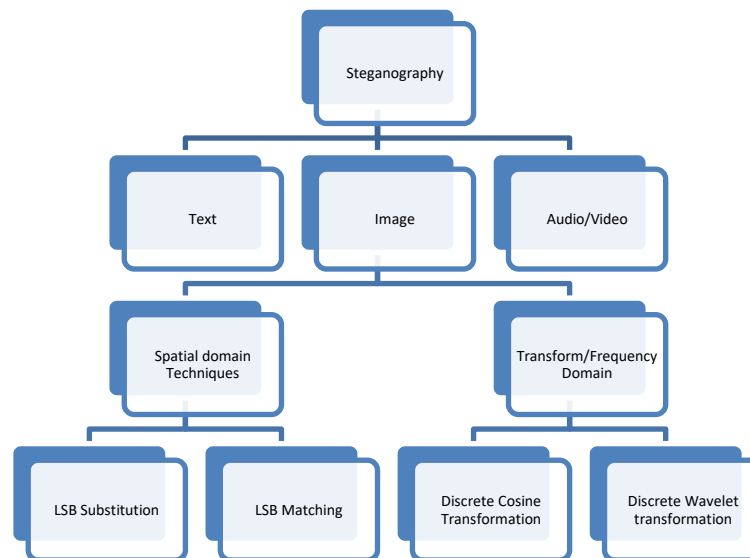 Steganography
Text
Image
Audio/Video
Spatial domain
Techniques
Transform/Frequency
Domain
LSB Substitution
LSB Matching
Discrete Cosine
Transformation
Discrete Wavelet
transformation